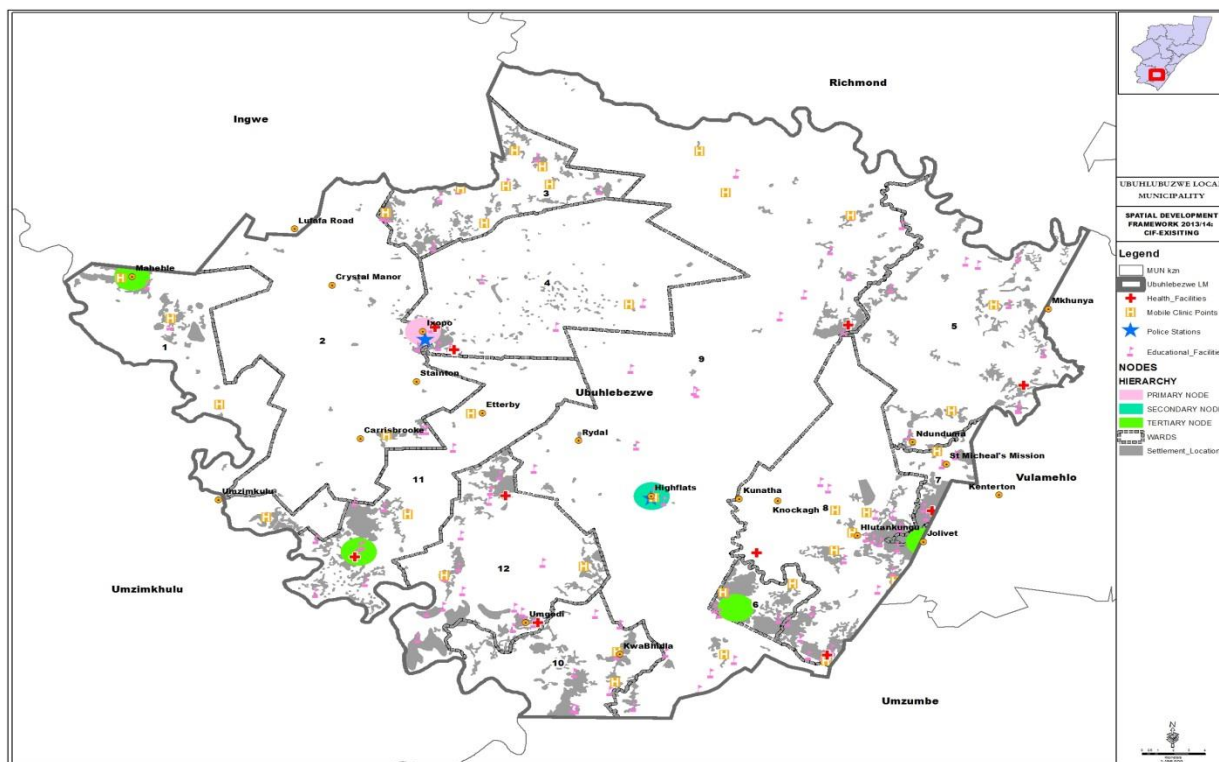 Richmond
Ingwe
3
Lufafa Road
Maheble
Crystal Manor
4
Mkhunya
1
2
Ixopo
5
9
Stainton
Ubuhlebezwe
Etterby
Carrisbrooke
Rydal
Ndunduma
St Micheal's Mission
Vulamehlo
11
7
Umzimkulu
Highflats
Kunatha
Kenterton
Knockagh
8
Hlutankungu
Jolivet
12
Umzimkhulu
6
Umgodi
KwaBhidla
10
Umzumbe
UBUHLUBUZWE LOCAL
MUNICIPALITY
SPATIAL DEVELOPMENT
FRAMEWORK 2013/14:
CIF-EXISITING
Legend
MUN kzn
Ubuhlebezwe LM
Health_Facilities
Mobile Clinic Points
Police Stations
Educational_Facilitie
NODES
HIERARCHY
PRIMARY NODE
SECONDARY NODE
TERTIARY NODE
WARDS
Settlement_Location
N